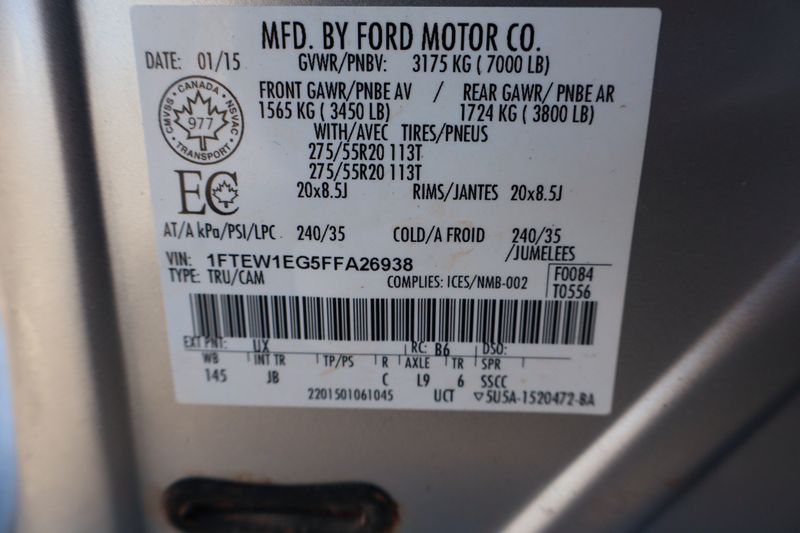 MFD. BY FORD MOTOR CO.
DATE: 01/15 GVWR/PNBV: 3175 KG ( 7000 LB)
FRONT GAWR/PNBE AV / REAR GAWR/ PNBE AR
1565 KG ( 3450 LB) 1724 KG ( 3800 LB)
CANADA CMVSS NSVAC 977 TRANSPORT
WITH/AVEC TIRES/PNEUS
275/55R20 113T
275/55R20 113T
EC
20x8.5J RIMS/JANTES 20x8.5J
AT/A kPa/PSI/LPC 240/35 COLD/A FROID 240/35
/JUMELEES
VIN: 1FTEW1EG5FFA26938
TYPE: TRU/CAM COMPLIES: ICES/NMB-002
F0084
T0556
EXT PNT: UX RC: B6 DSO:
WB INT TR TP/PS R AXLE TR SPR
145 JB C L9 6 SSCC
2201501061045 UCT ▽5U5A-1520472-BA